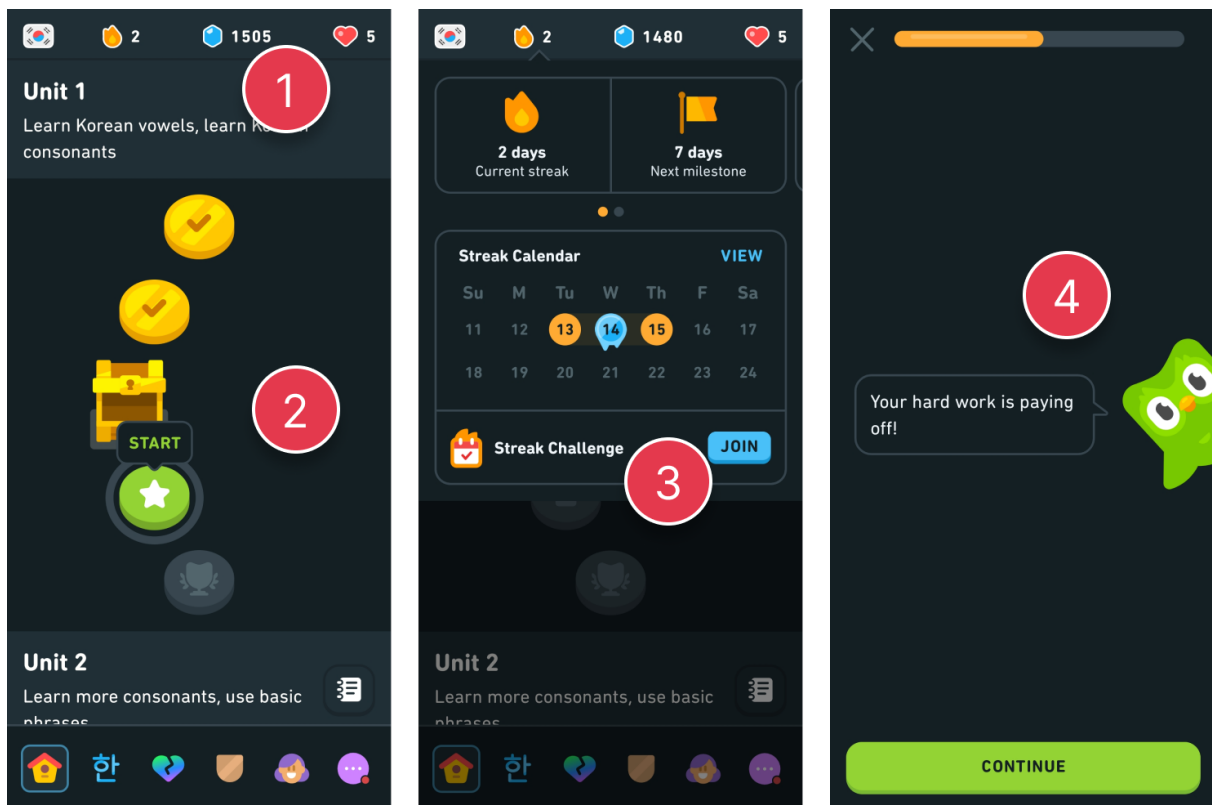 2
1505
5
Unit 1
1
Learn Korean vowels, learn
consonants
2
START
Unit 2
Learn more consonants, use basic
phrases
한
2
1480
5
2 days
Current streak
7 days
Next milestone
Streak Calendar
VIEW
Su M Tu W Th F Sa
11 12 13 14 15 16 17
18 19 20 21 22 23 24
Streak Challenge
JOIN
3
Unit 2
Learn more consonants, use basic
phrases
한
4
Your hard work is paying
off!
CONTINUE